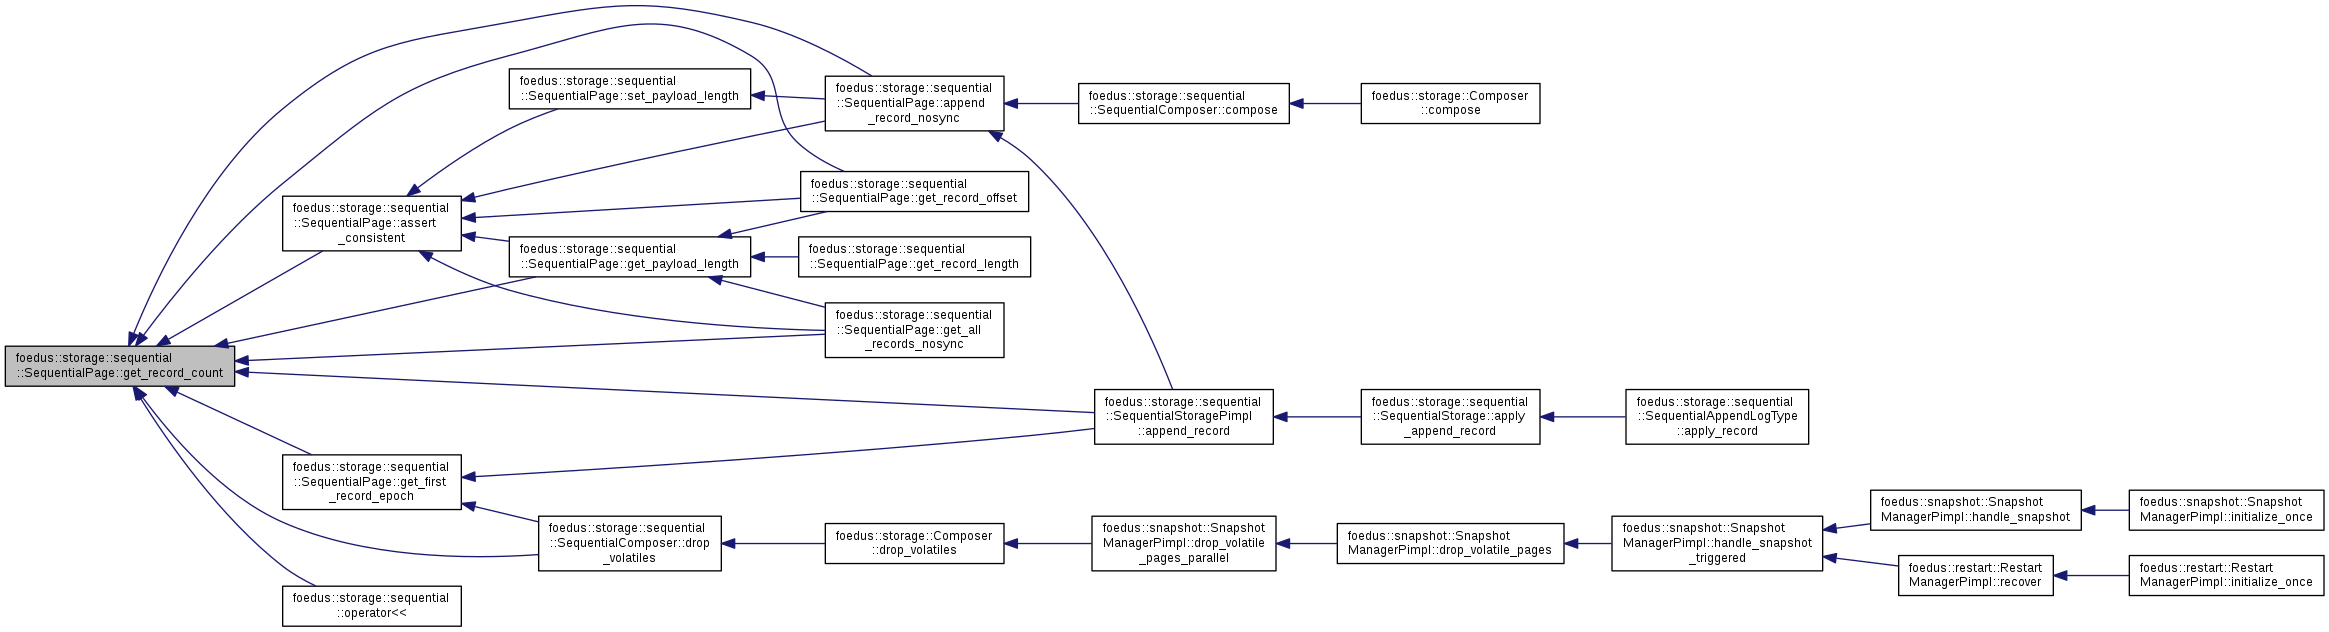 foedus::storage::sequential
::SequentialPage::get_record_count
foedus::storage::sequential
::SequentialPage::assert
_consistent
foedus::storage::sequential
::SequentialPage::get_first
_record_epoch
foedus::storage::sequential
::operator<<
foedus::storage::sequential
::SequentialPage::set_payload_length
foedus::storage::sequential
::SequentialPage::get_payload_length
foedus::storage::sequential
::SequentialComposer::drop
_volatiles
foedus::storage::sequential
::SequentialPage::append
_record_nosync
foedus::storage::sequential
::SequentialPage::get_record_offset
foedus::storage::sequential
::SequentialPage::get_record_length
foedus::storage::sequential
::SequentialPage::get_all
_records_nosync
foedus::storage::Composer
::drop_volatiles
foedus::storage::sequential
::SequentialComposer::compose
foedus::storage::sequential
::SequentialStoragePimpl
::append_record
foedus::snapshot::Snapshot
ManagerPimpl::drop_volatile
_pages_parallel
foedus::storage::Composer
::compose
foedus::storage::sequential
::SequentialStorage::apply
_append_record
foedus::snapshot::Snapshot
ManagerPimpl::drop_volatile_pages
foedus::storage::sequential
::SequentialAppendLogType
::apply_record
foedus::snapshot::Snapshot
ManagerPimpl::handle_snapshot
_triggered
foedus::snapshot::Snapshot
ManagerPimpl::handle_snapshot
foedus::restart::Restart
ManagerPimpl::recover
foedus::snapshot::Snapshot
ManagerPimpl::initialize_once
foedus::restart::Restart
ManagerPimpl::initialize_once